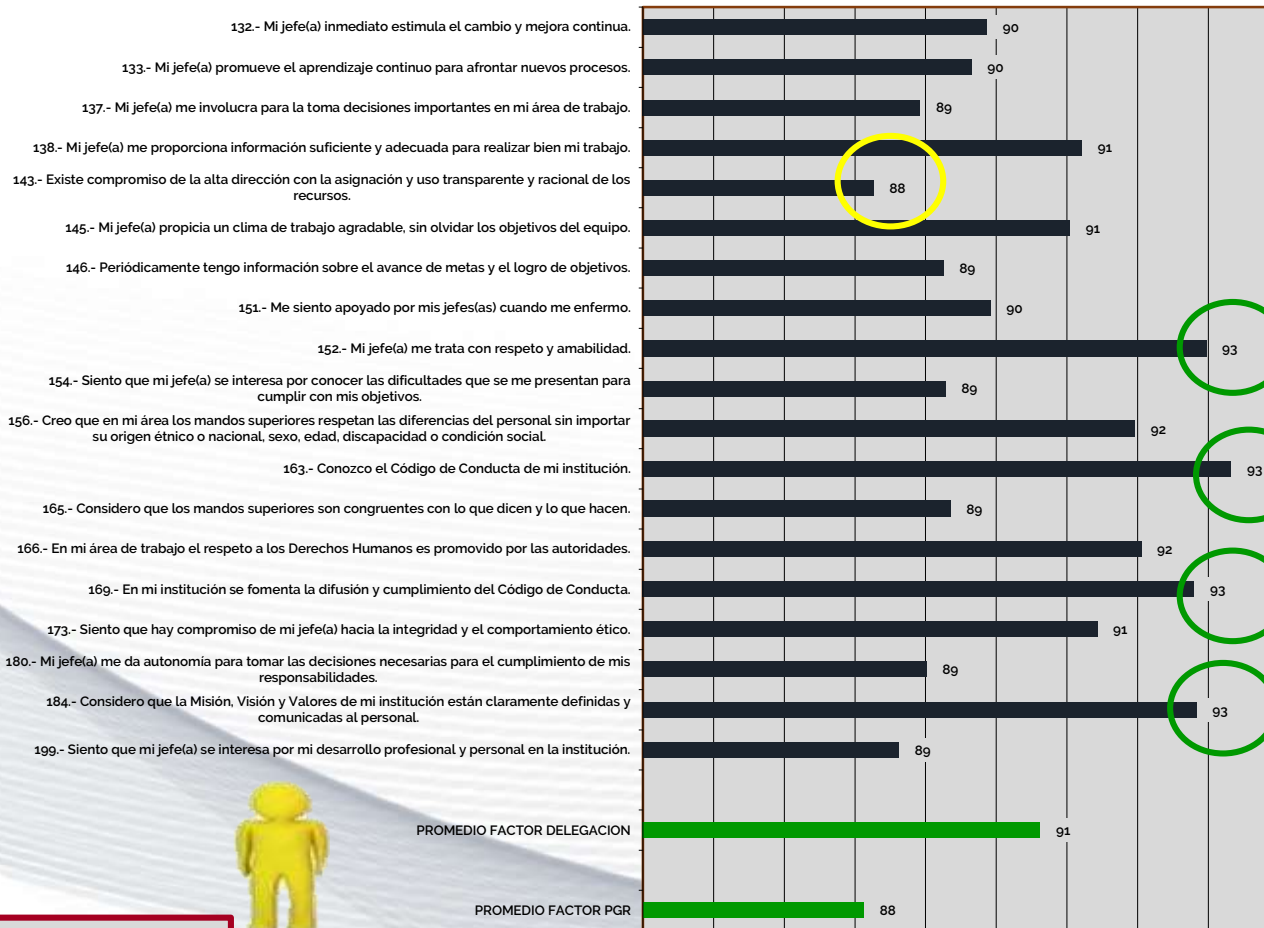 132.- Mi jefe(a) inmediato estimula el cambio y mejora continua.
90
133.- Mi jefe(a) promueve el aprendizaje continuo para afrontar nuevos procesos.
90
137.- Mi jefe(a) me involucra para la toma decisiones importantes en mi área de trabajo.
89
138.- Mi jefe(a) me proporciona información suficiente y adecuada para realizar bien mi trabajo.
91
143.- Existe compromiso de la alta dirección con la asignación y uso transparente y racional de los
recursos.
88
145.- Mi jefe(a) propicia un clima de trabajo agradable, sin olvidar los objetivos del equipo.
91
146.- Periódicamente tengo información sobre el avance de metas y el logro de objetivos.
89
151.- Me siento apoyado por mis jefes(as) cuando me enfermo.
90
152.- Mi jefe(a) me trata con respeto y amabilidad.
93
154.- Siento que mi jefe(a) se interesa por conocer las dificultades que se me presentan para
cumplir con mis objetivos.
89
156.- Creo que en mi área los mandos superiores respetan las diferencias del personal sin importar
su origen étnico o nacional, sexo, edad, discapacidad o condición social.
92
163.- Conozco el Código de Conducta de mi institución.
93
165.- Considero que los mandos superiores son congruentes con lo que dicen y lo que hacen.
89
166.- En mi área de trabajo el respeto a los Derechos Humanos es promovido por las autoridades.
92
169.- En mi institución se fomenta la difusión y cumplimiento del Código de Conducta.
93
173.- Siento que hay compromiso de mi jefe(a) hacia la integridad y el comportamiento ético.
91
180.- Mi jefe(a) me da autonomía para tomar las decisiones necesarias para el cumplimiento de mis
responsabilidades.
89
184.- Considero que la Misión, Visión y Valores de mi institución están claramente definidas y
comunicadas al personal.
93
199.- Siento que mi jefe(a) se interesa por mi desarrollo profesional y personal en la institución.
89
PROMEDIO FACTOR DELEGACION
91
PROMEDIO FACTOR PGR
88